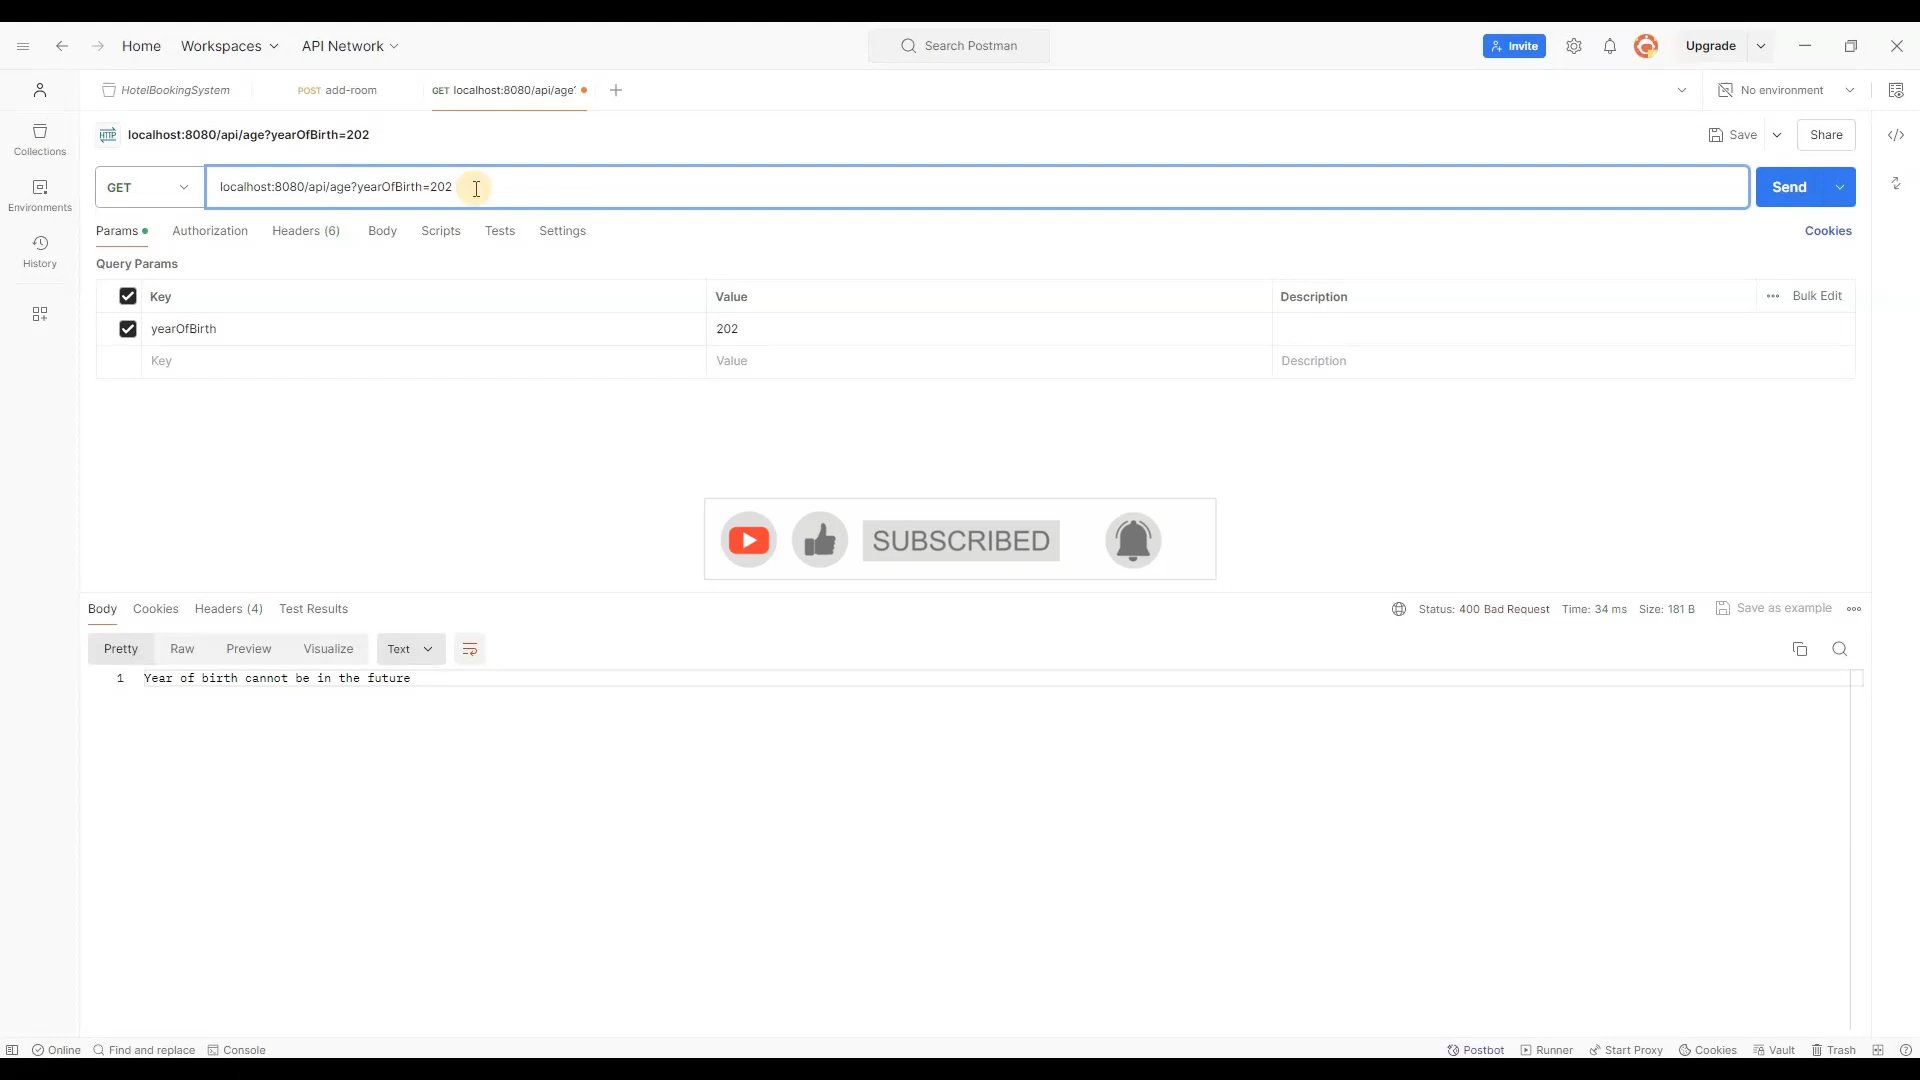 Home Workspaces API Network Search Postman Invite Upgrade
HotelBookingSystem POST add-room GET localhost:8080/api/age' No environment
HTTP localhost:8080/api/age?yearOfBirth=202 Save Share
Collections
GET localhost:8080/api/age?yearOfBirth=202 Send
Environments
Params Authorization Headers (6) Body Scripts Tests Settings Cookies
History
Query Params
Key Value Description Bulk Edit
yearOfBirth 202
Key Value Description
SUBSCRIBED
Body Cookies Headers (4) Test Results Status: 400 Bad Request Time: 34 ms Size: 181 B Save as example
Pretty Raw Preview Visualize Text
1 Year of birth cannot be in the future
Online Find and replace Console Postbot Runner Start Proxy Cookies Vault Trash